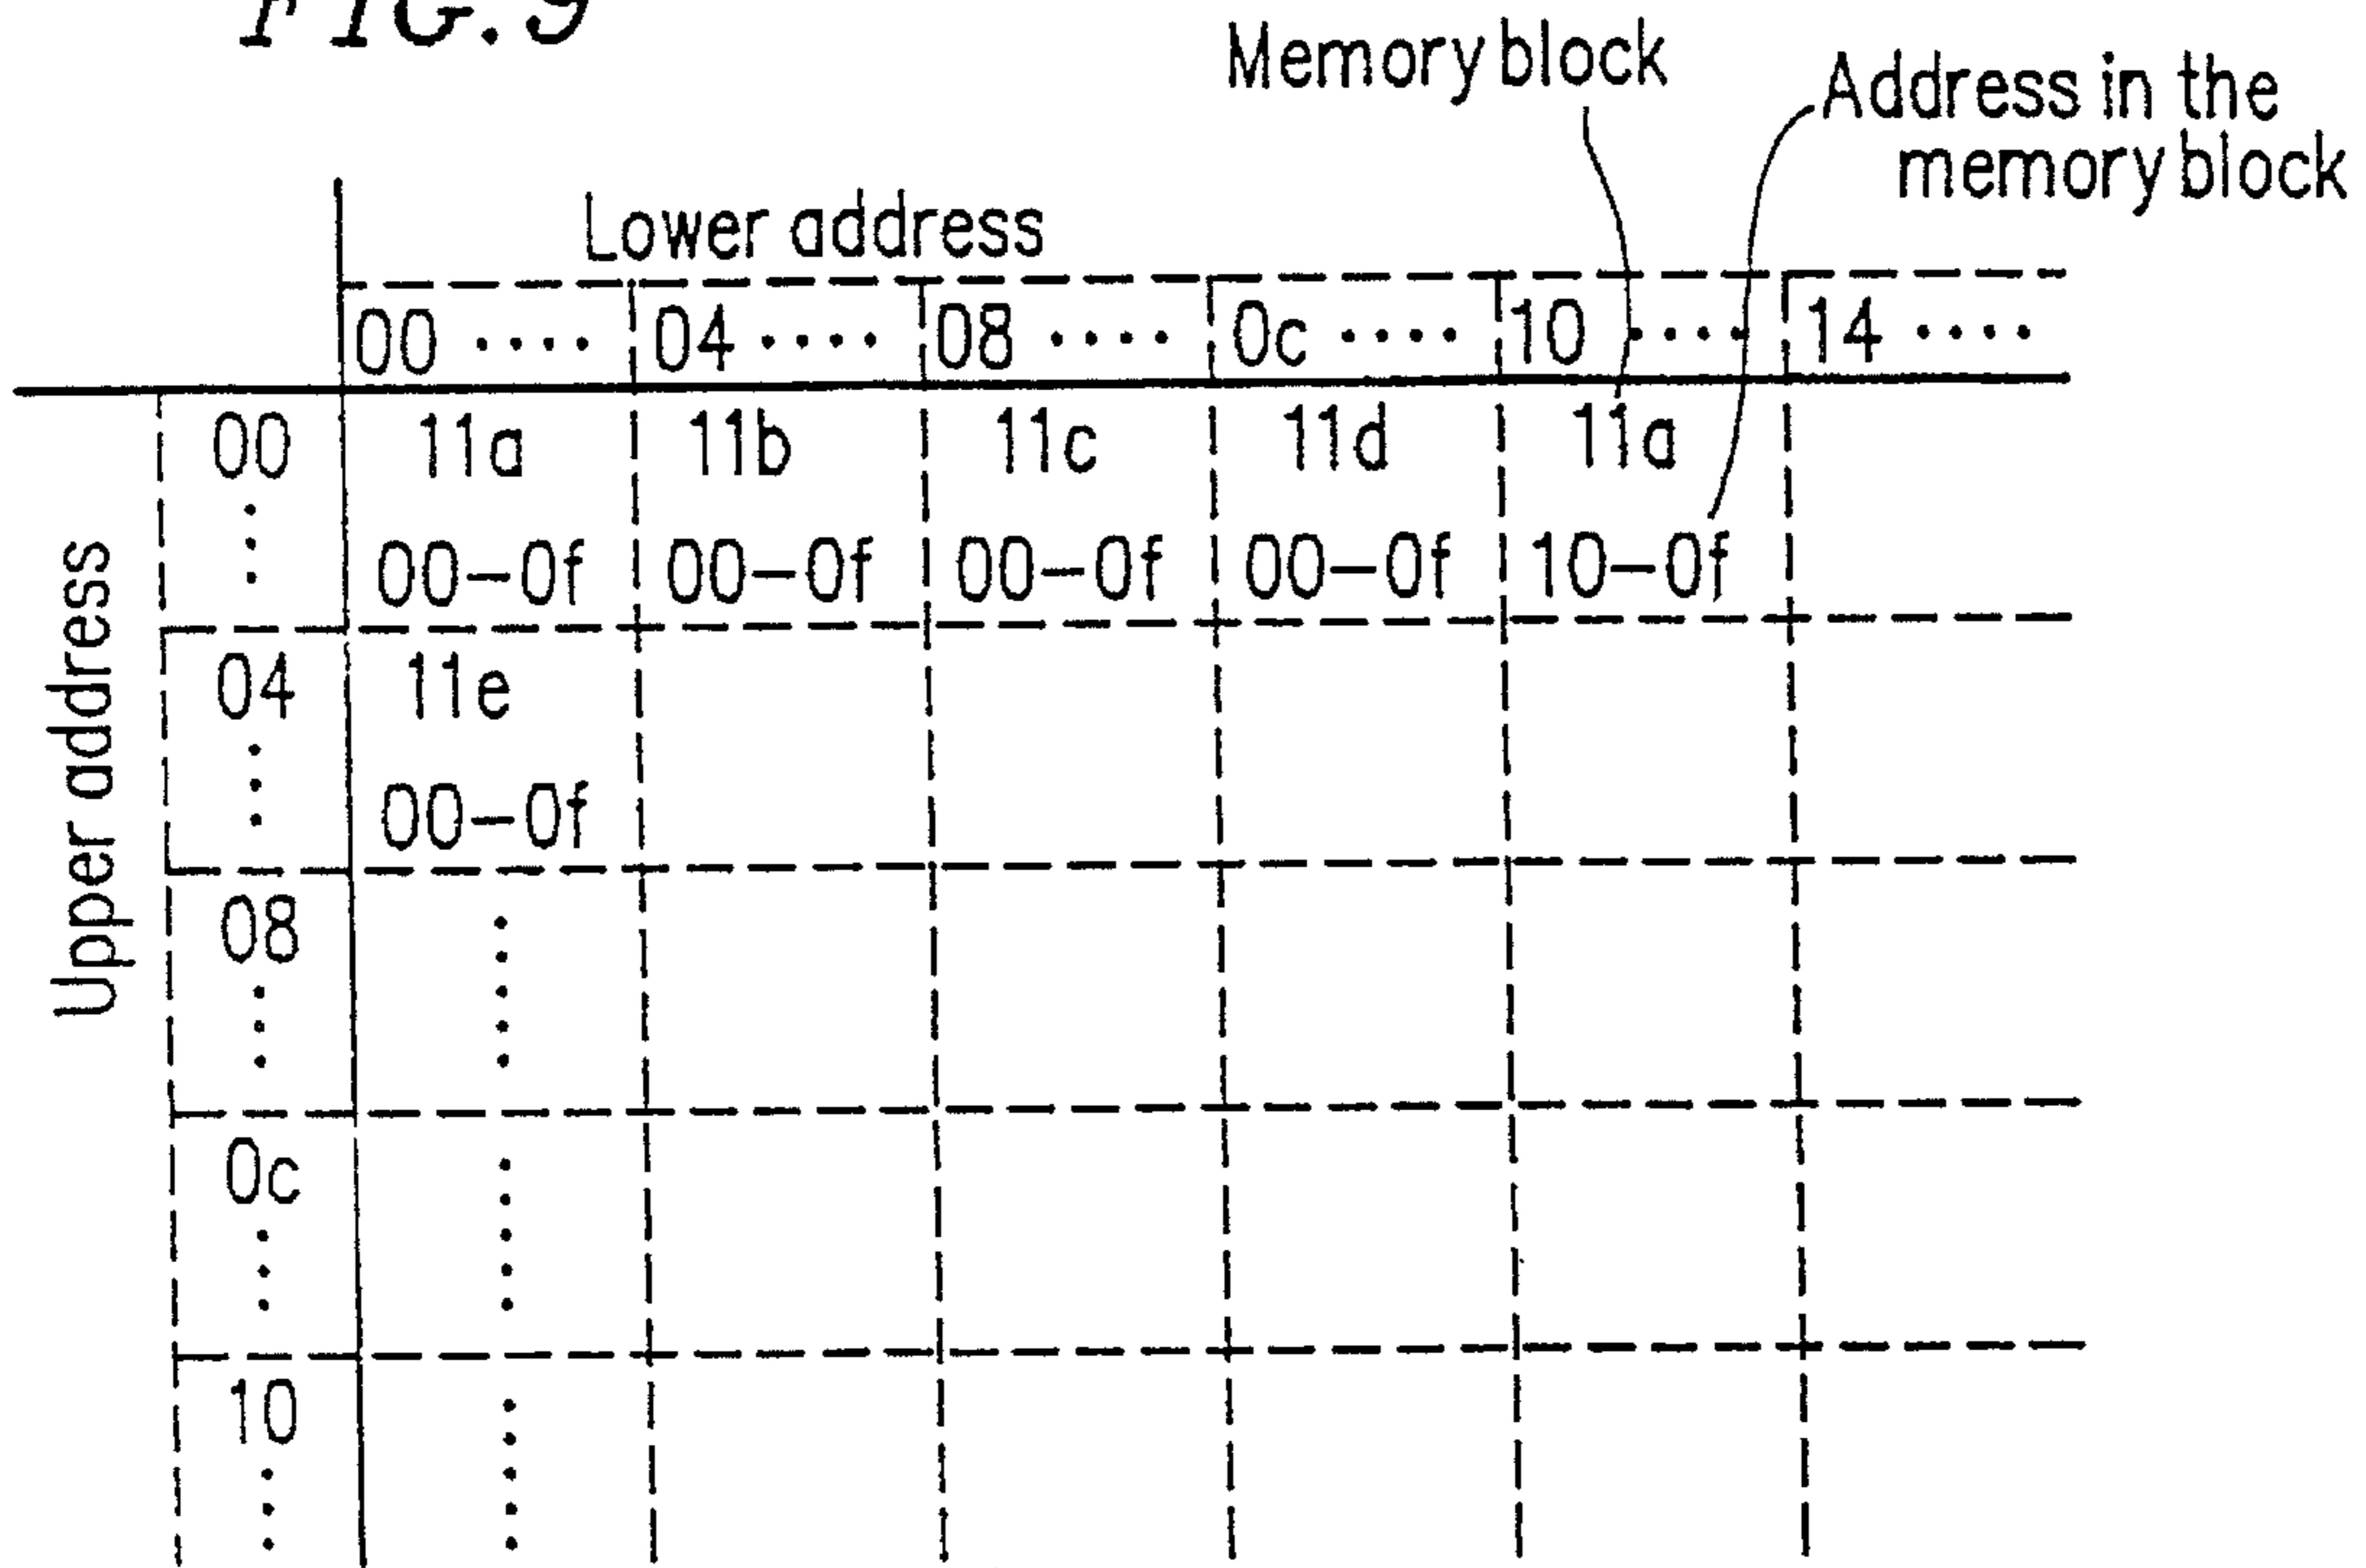 FIG. 9
Memory block
Address in the
memory block
Lower address
00 .... 04 .... 08 .... 0c .... 10 .... 14 ....
Upper address
00 11a 11b 11c 11d 11a
00-0f 00-0f 00-0f 00-0f 10-0f
04 11e
00-0f
08
0c
10